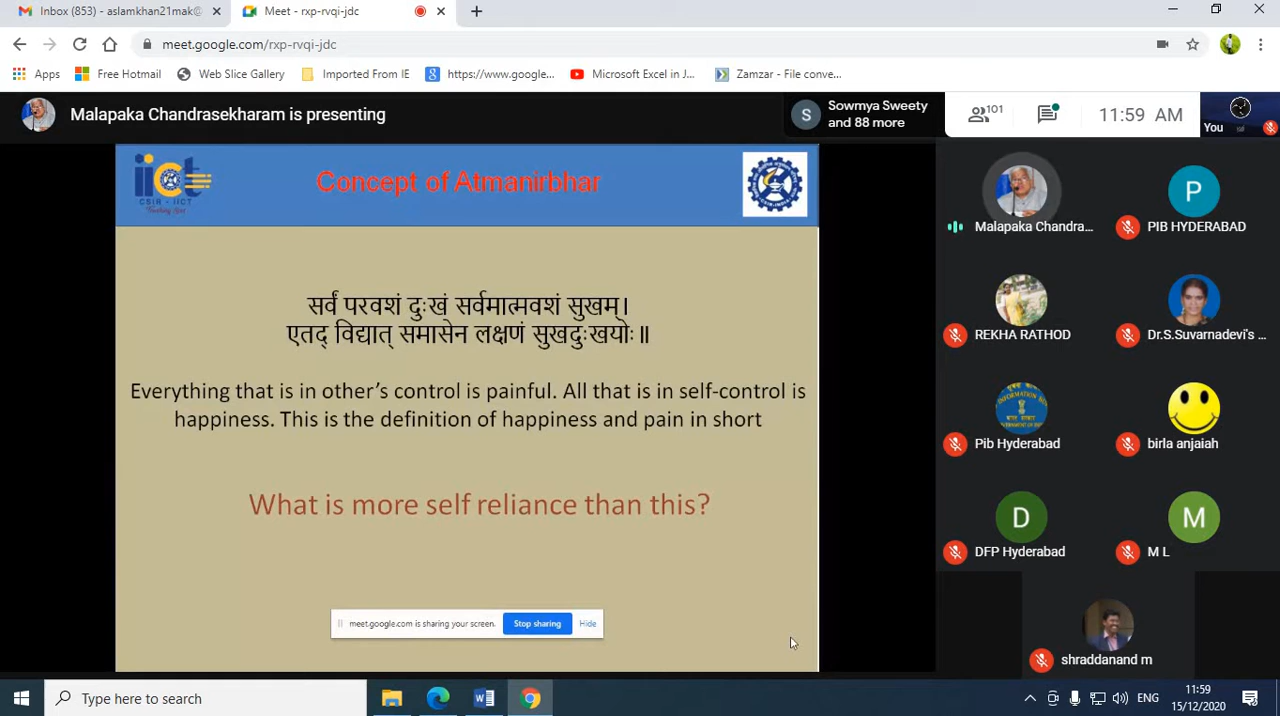 Inbox (853) - aslamkhan21mak@
Meet - rxp-rvqi-jdc
meet.google.com/rxp-rvqi-jdc
Apps
Free Hotmail
Web Slice Gallery
Imported From IE
https://www.google...
Microsoft Excel in J...
Zamzar - File conve...
Malapaka Chandrasekharam is presenting
S
Sowmya Sweety
and 88 more
101
11:59 AM
You
iict
CSIR - IICT
Concept of Atmanirbhar
सर्वं परवशं दुःखं सर्वमात्मवशं सुखम्।
एतद् विद्यात् समासेन लक्षणं सुखदुःखयोः॥
Everything that is in other's control is painful. All that is in self-control is
happiness. This is the definition of happiness and pain in short
What is more self reliance than this?
meet.google.com is sharing your screen.
Stop sharing
Hide
Malapaka Chandra...
P
PIB HYDERABAD
REKHA RATHOD
Dr.S.Suvarnadevi's ...
Pib Hyderabad
birla anjaiah
D
DFP Hyderabad
M
M L
shraddanand m
Type here to search
ENG
11:59
15/12/2020